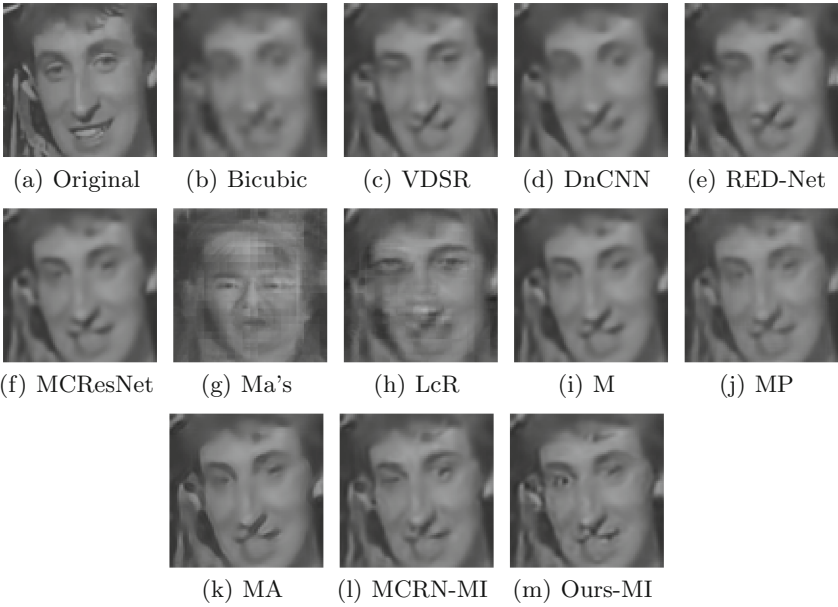 (a) Original (b) Bicubic (c) VDSR (d) DnCNN (e) RED-Net
(f) MCResNet (g) Ma's (h) LcR (i) M (j) MP
(k) MA (l) MCRN-MI (m) Ours-MI